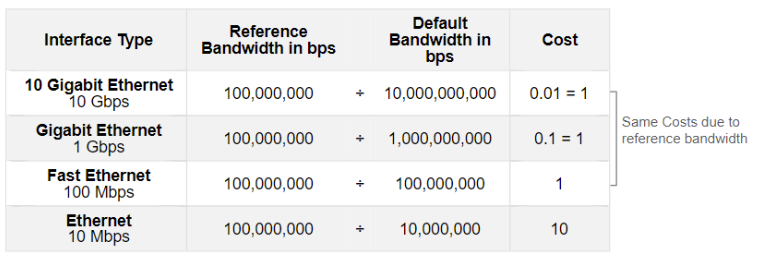 Interface Type
Reference
Bandwidth in bps
Default
Bandwidth in
bps
Cost
10 Gigabit Ethernet
10 Gbps
100,000,000 ÷ 10,000,000,000 0.01 = 1
Gigabit Ethernet
1 Gbps
100,000,000 ÷ 1,000,000,000 0.1 = 1
Fast Ethernet
100 Mbps
100,000,000 ÷ 100,000,000 1
Ethernet
10 Mbps
100,000,000 ÷ 10,000,000 10
Same Costs due to
reference bandwidth